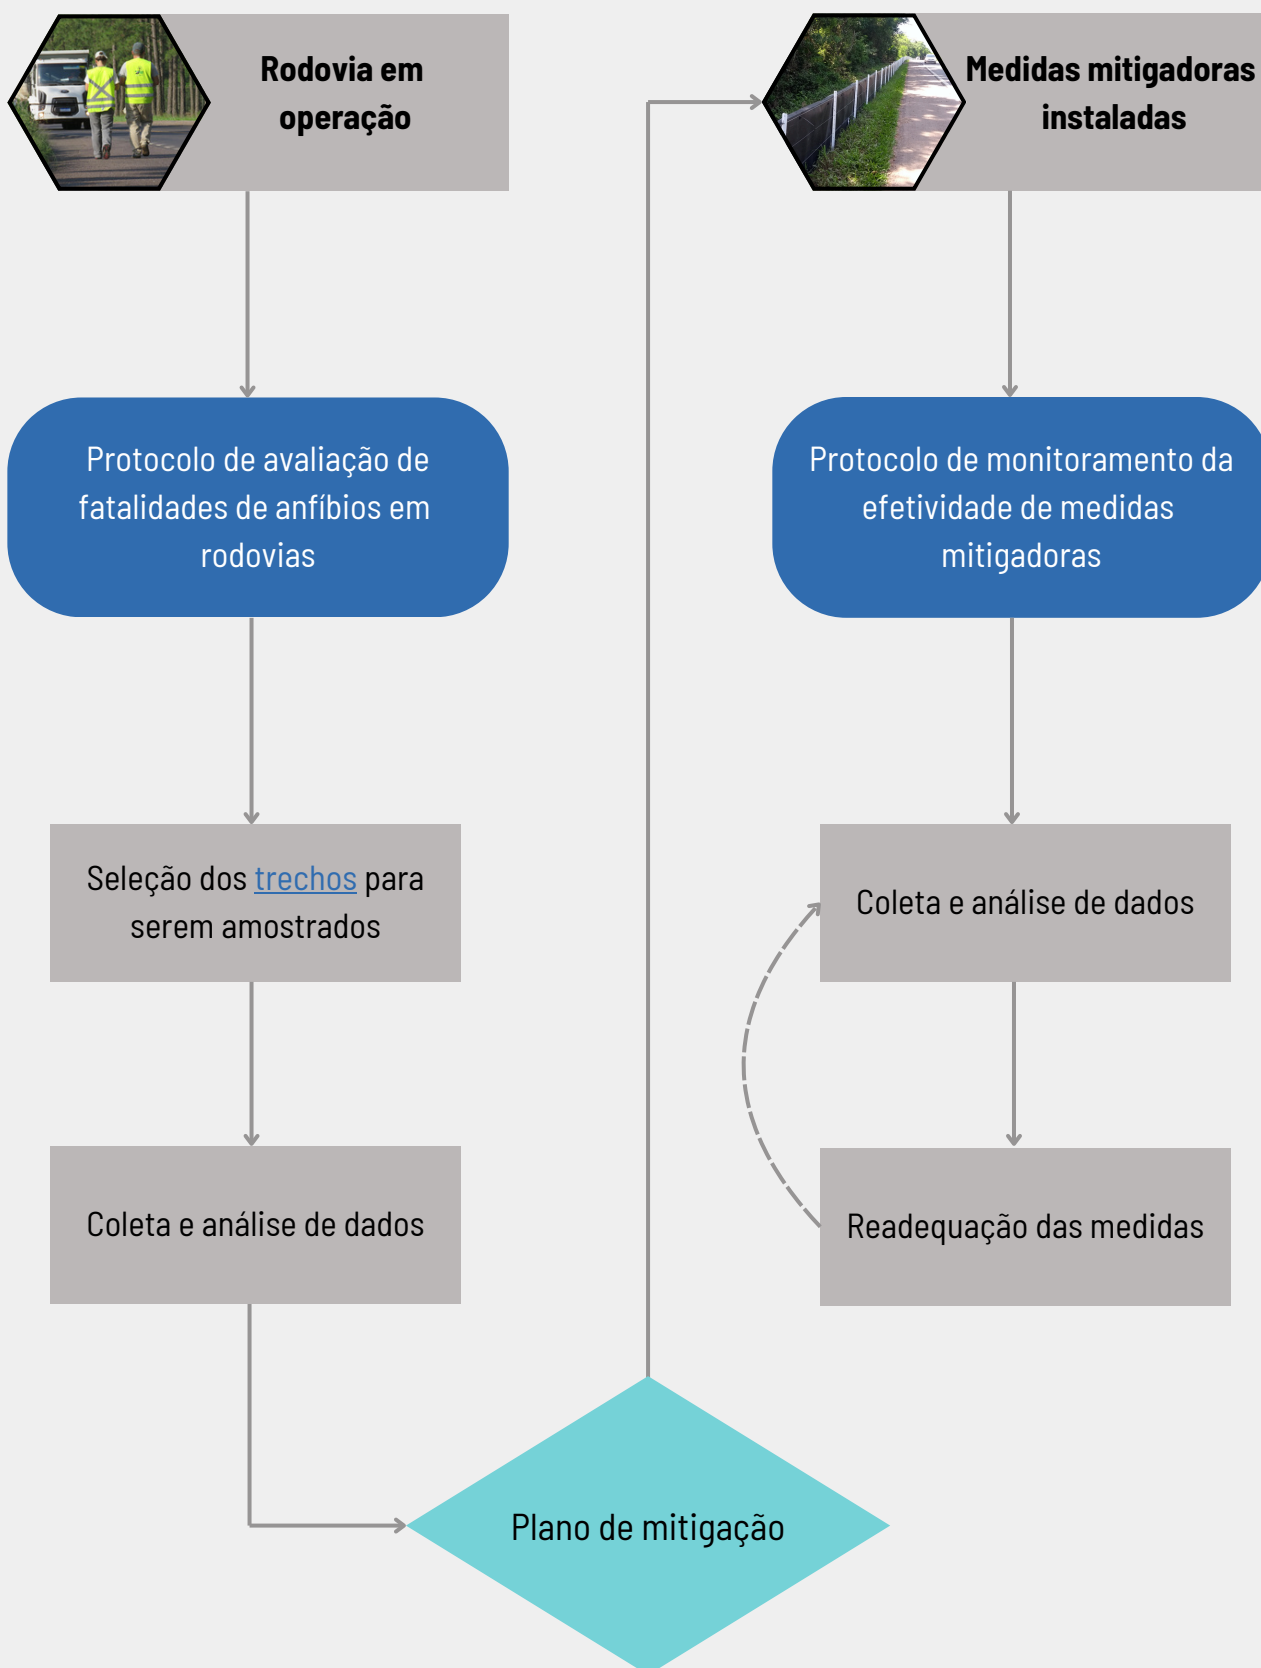 Rodovia em
operação
Protocolo de avaliação de
fatalidades de anfíbios em
rodovias
Seleção dos trechos para
serem amostrados
Coleta e análise de dados
Plano de mitigação
Medidas mitigadoras
instaladas
Protocolo de monitoramento da
efetividade de medidas
mitigadoras
Coleta e análise de dados
Readequação das medidas